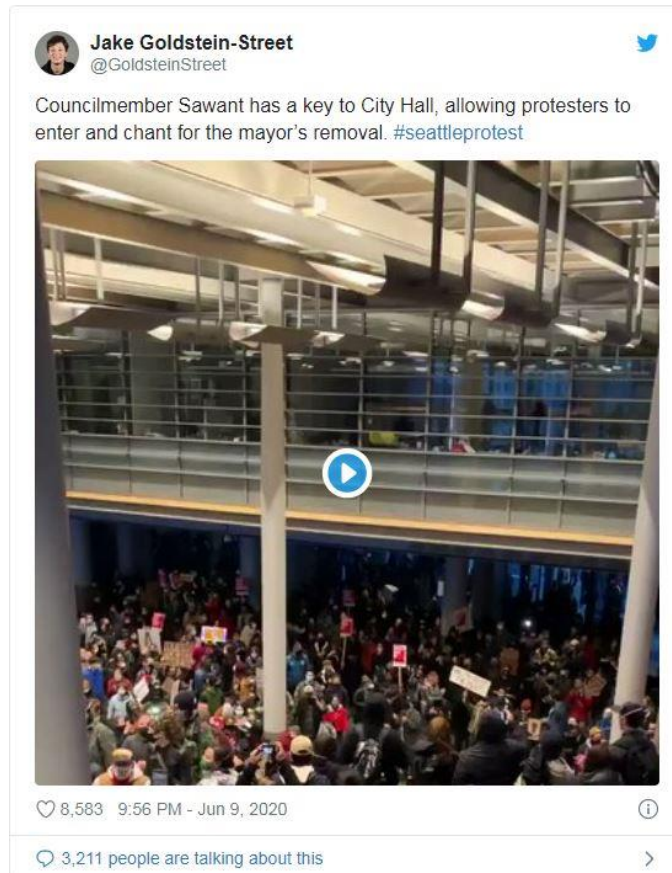 Jake Goldstein-Street
@GoldsteinStreet
Councilmember Sawant has a key to City Hall, allowing protesters to
enter and chant for the mayor's removal. #seattleprotest
8,583 9:56 PM - Jun 9, 2020
3,211 people are talking about this